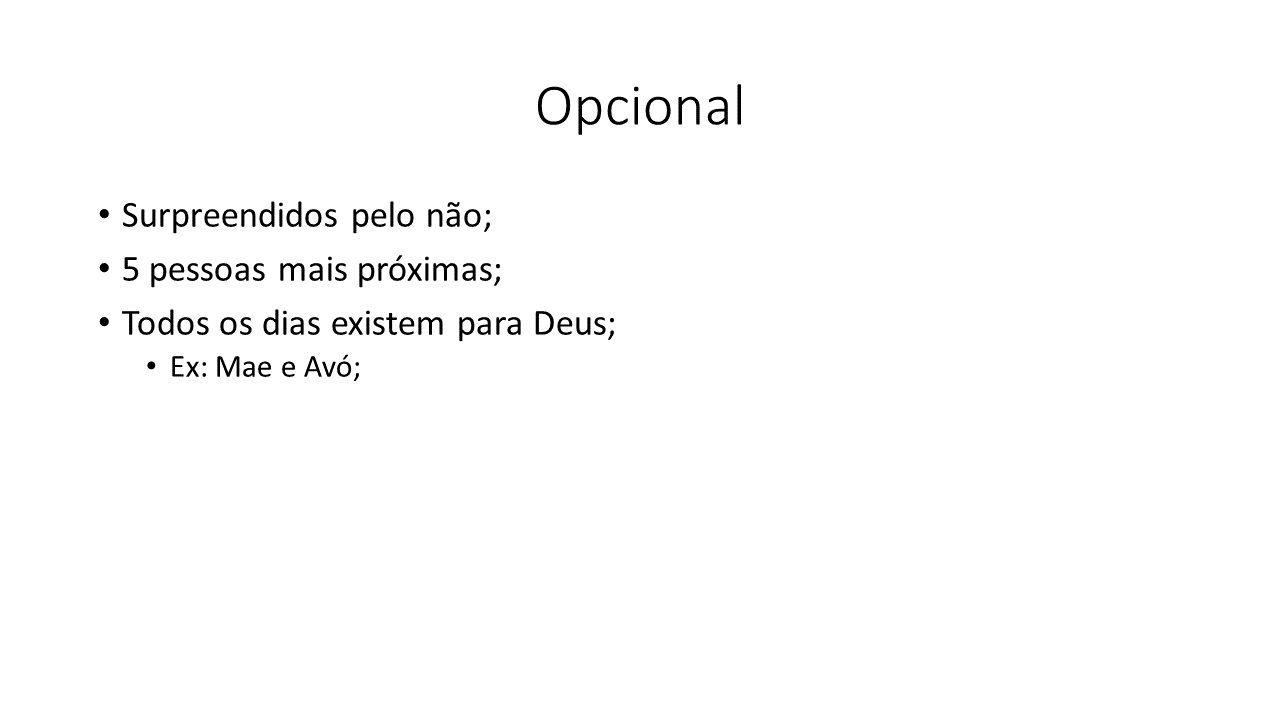 Opcional
• Surpreendidos pelo não;
• 5 pessoas mais próximas;
• Todos os dias existem para Deus;
• Ex: Mae e Avó;